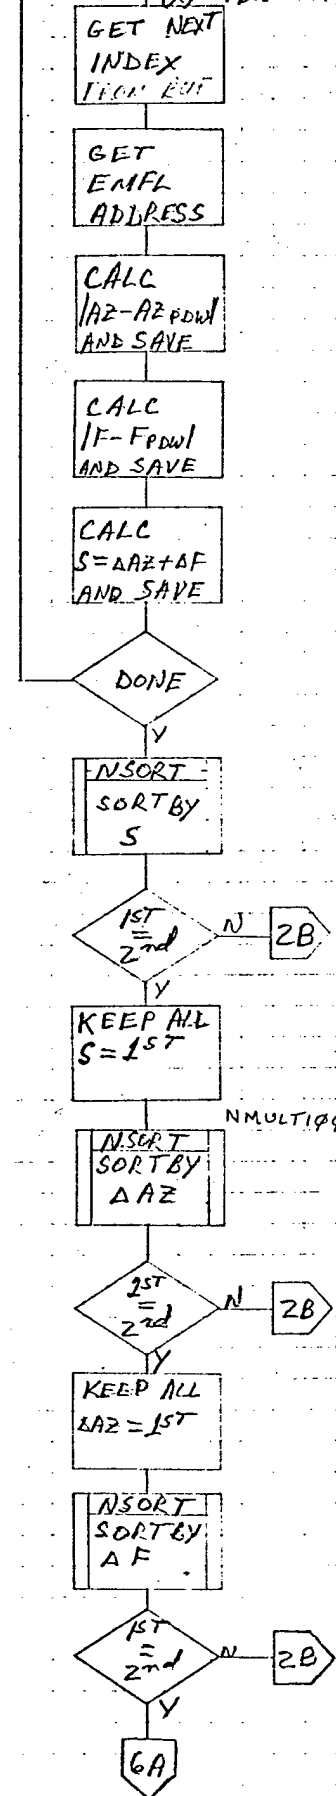 GET NEXT
INDEX
FROM BUF
GET
EMFL
ADDRESS
CALC
|AZ-AZPDW|
AND SAVE
CALC
|F-FPDW|
AND SAVE
CALC
S=ΔAZ+ΔF
AND SAVE
DONE
Y
NSORT
SORT BY
S
1ST
=
2nd
N
2B
Y
KEEP ALL
S=1ST
NSORT
SORT BY
ΔAZ
1ST
=
2nd
N
2B
Y
KEEP ALL
ΔAZ=1ST
NSORT
SORT BY
ΔF
1ST
=
2nd
N
2B
Y
6A